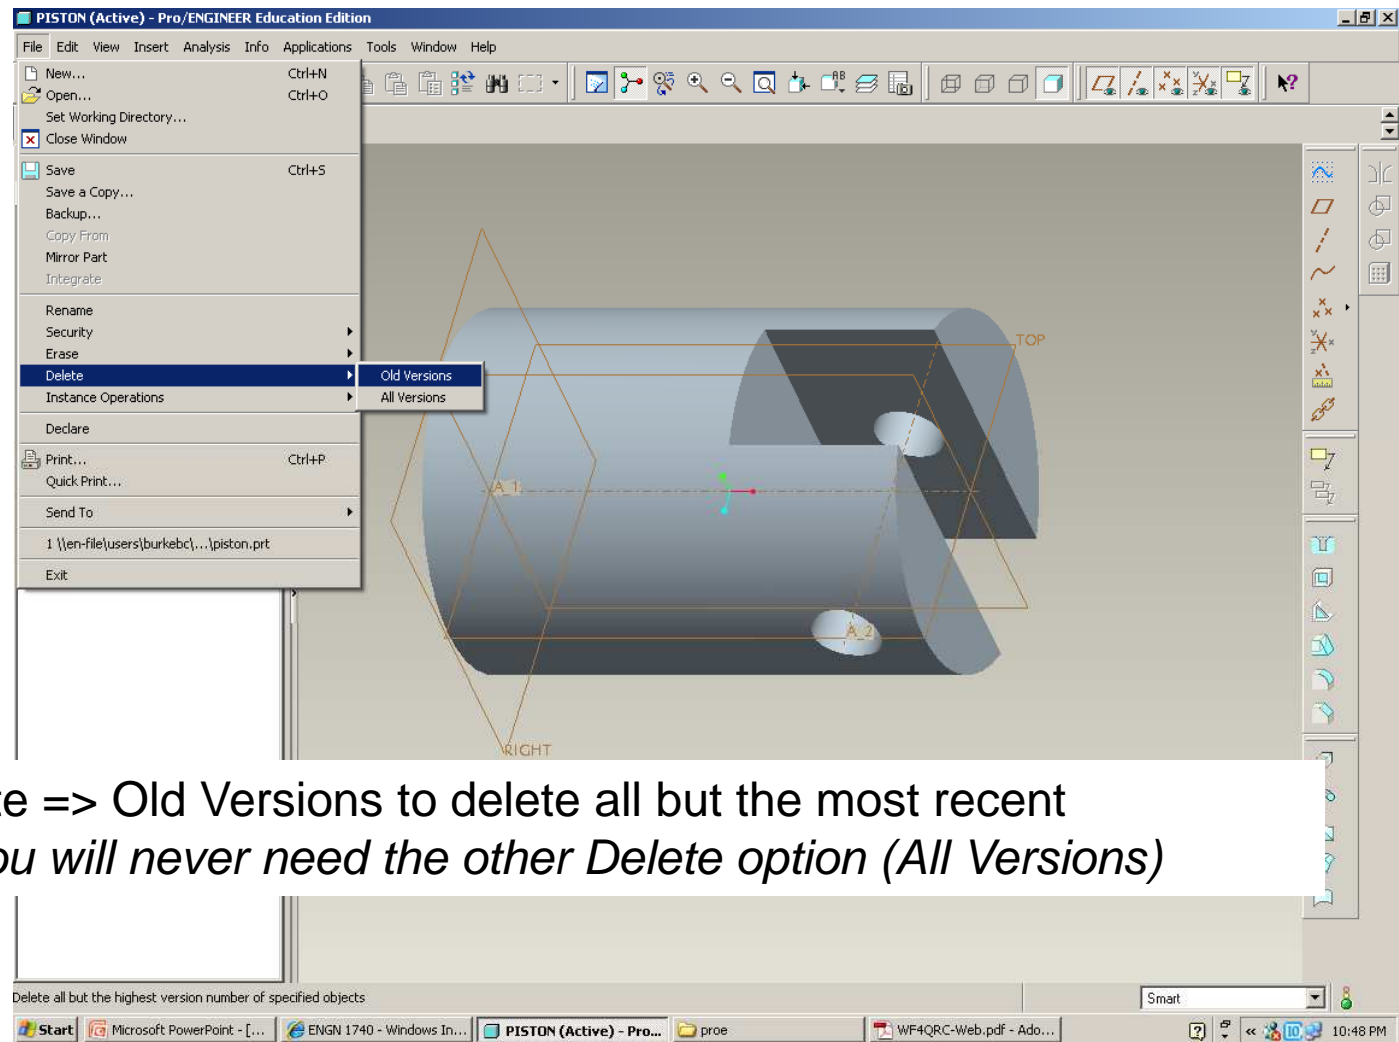 PISTON (Active) - Pro/ENGINEER Education Edition
File Edit View Insert Analysis Info Applications Tools Window Help
New... Ctrl+N
Open... Ctrl+O
Set Working Directory...
Close Window
Save Ctrl+S
Save a Copy...
Backup...
Copy From
Mirror Part
Integrate
Rename
Security
Erase
Delete
Old Versions
Instance Operations
All Versions
Declare
Print... Ctrl+P
Quick Print...
Send To
1 \\en-file\users\burkebc\...\piston.prt
Exit
TOP
A_1
A_2
RIGHT
te => Old Versions to delete all but the most recent
ou will never need the other Delete option (All Versions)
Delete all but the highest version number of specified objects
Smart
Start Microsoft PowerPoint - [... ENGN 1740 - Windows In... PISTON (Active) - Pro... proe WF4QRC-Web.pdf - Ado... 10:48 PM